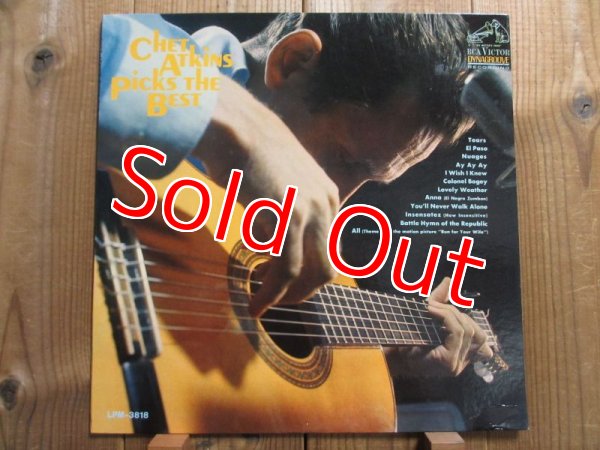 Chet
Atkins
Picks the
Best
RCA VICTOR
DYNAGROOVE
RECORDING
Tears
El Paso
Nuages
Ay Ay Ay
I Wish I Knew
Colonel Bogey
Lovely Weather
Anna (El Negro Zumbon)
You'll Never Walk Alone
Insensatez (How Insensitive)
Battle Hymn of the Republic
All (Theme the motion picture "Run for Your Wife")
Sold Out
LPM-3818